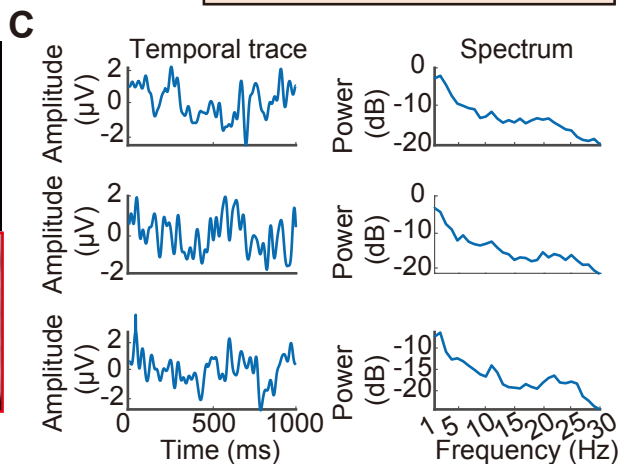 C
Temporal trace
Spectrum
Amplitude
(μV)
2
0
-2
Power
(dB)
0
-10
-20
Amplitude
(μV)
2
0
-2
Power
(dB)
0
-10
-20
Amplitude
(μV)
2
0
-2
Power
(dB)
-10
-15
-20
0 500 1000
Time (ms)
1 5 10 15 20 25 30
Frequency (Hz)